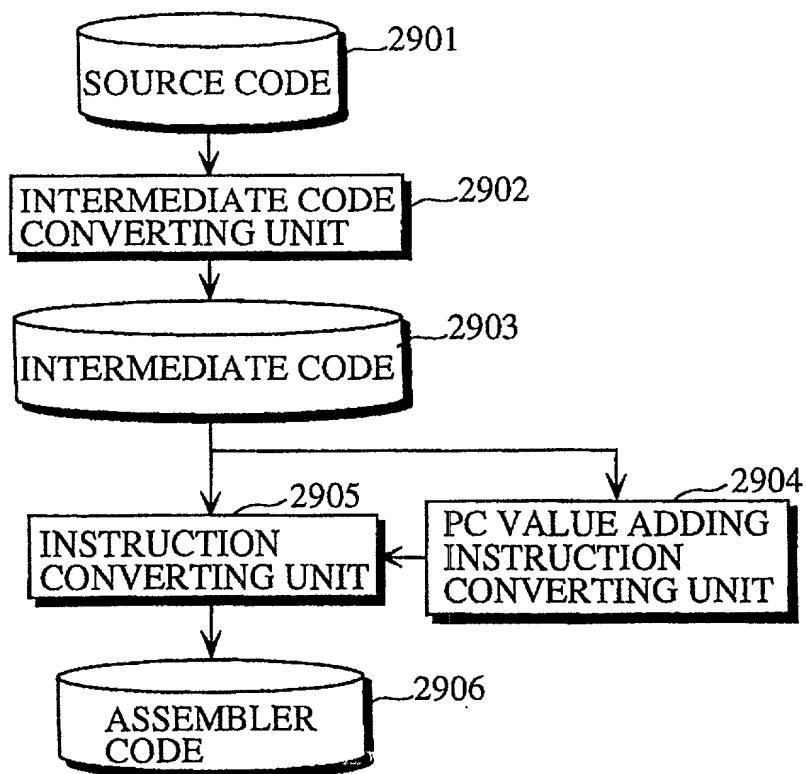 2901
SOURCE CODE
2902
INTERMEDIATE CODE
CONVERTING UNIT
2903
INTERMEDIATE CODE
2905
INSTRUCTION
CONVERTING UNIT
2904
PC VALUE ADDING
INSTRUCTION
CONVERTING UNIT
2906
ASSEMBLER
CODE